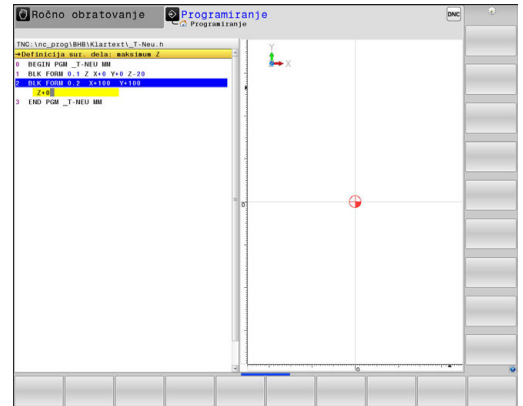 Ročno obratovanje
Programiranje
Programiranje
DNC
TNC:\nc_prog\BHB\Klartext\_T-Neu.h
→Definicija sur. dela: maksimum Z
0 BEGIN PGM _T-NEU MM
1 BLK FORM 0.1 Z X+0 Y+0 Z-20
2 BLK FORM 0.2 X+100 Y+100
Z+0
3 END PGM _T-NEU MM
Y
X
0
0